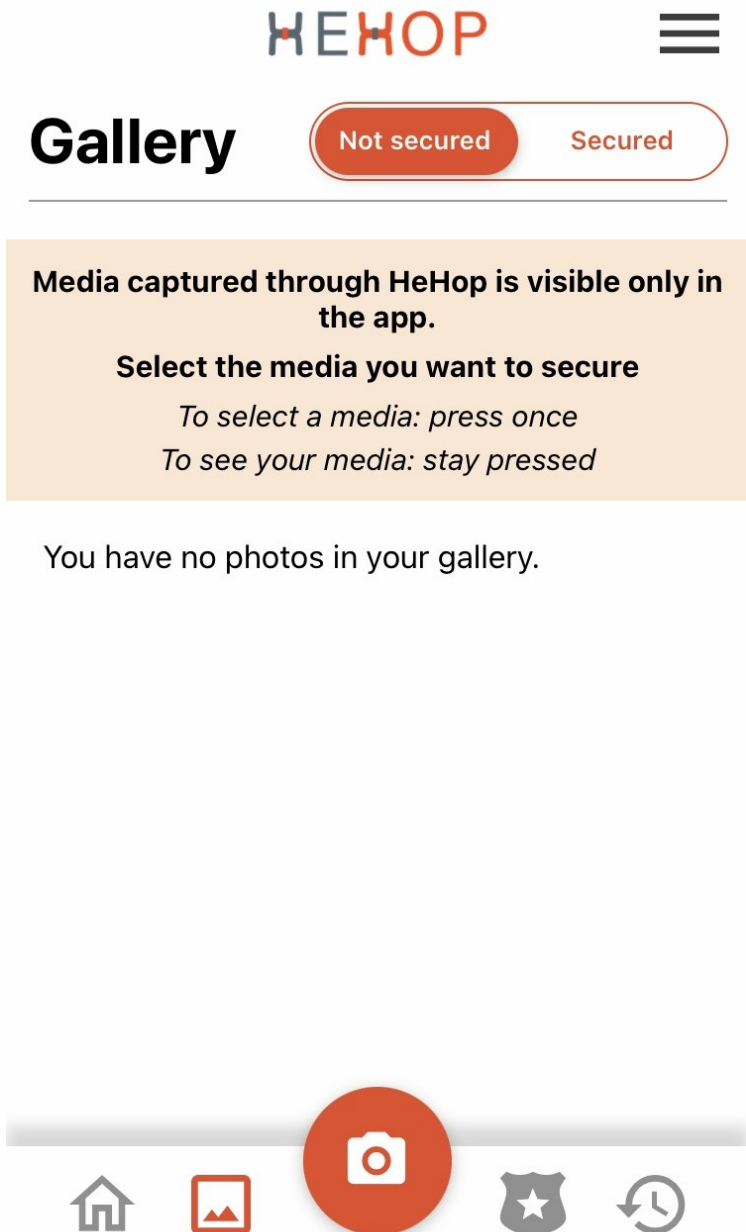 HEHOP
Gallery
Not secured
Secured
Media captured through HeHop is visible only in
the app.
Select the media you want to secure
To select a media: press once
To see your media: stay pressed
You have no photos in your gallery.